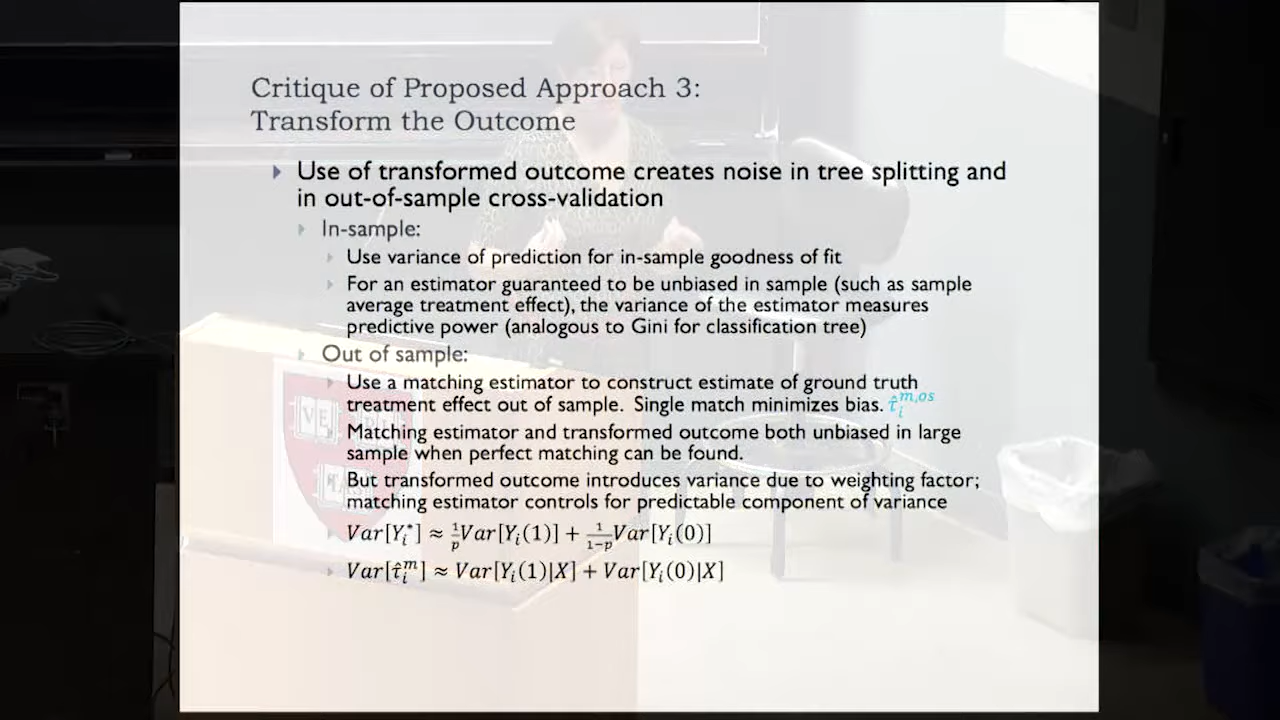 Critique of Proposed Approach 3:
Transform the Outcome
Use of transformed outcome creates noise in tree splitting and
in out-of-sample cross-validation
In-sample:
Use variance of prediction for in-sample goodness of fit
For an estimator guaranteed to be unbiased in sample (such as sample
average treatment effect), the variance of the estimator measures
predictive power (analogous to Gini for classification tree)
Out of sample:
Use a matching estimator to construct estimate of ground truth
treatment effect out of sample. Single match minimizes bias. τ̂ᵢ^{m,os}
Matching estimator and transformed outcome both unbiased in large
sample when perfect matching can be found.
But transformed outcome introduces variance due to weighting factor;
matching estimator controls for predictable component of variance
Var[Yᵢ*] ≈ 1/p Var[Yᵢ(1)] + 1/(1−p) Var[Yᵢ(0)]
Var[τ̂ᵢ^m] ≈ Var[Yᵢ(1)|X] + Var[Yᵢ(0)|X]
VE